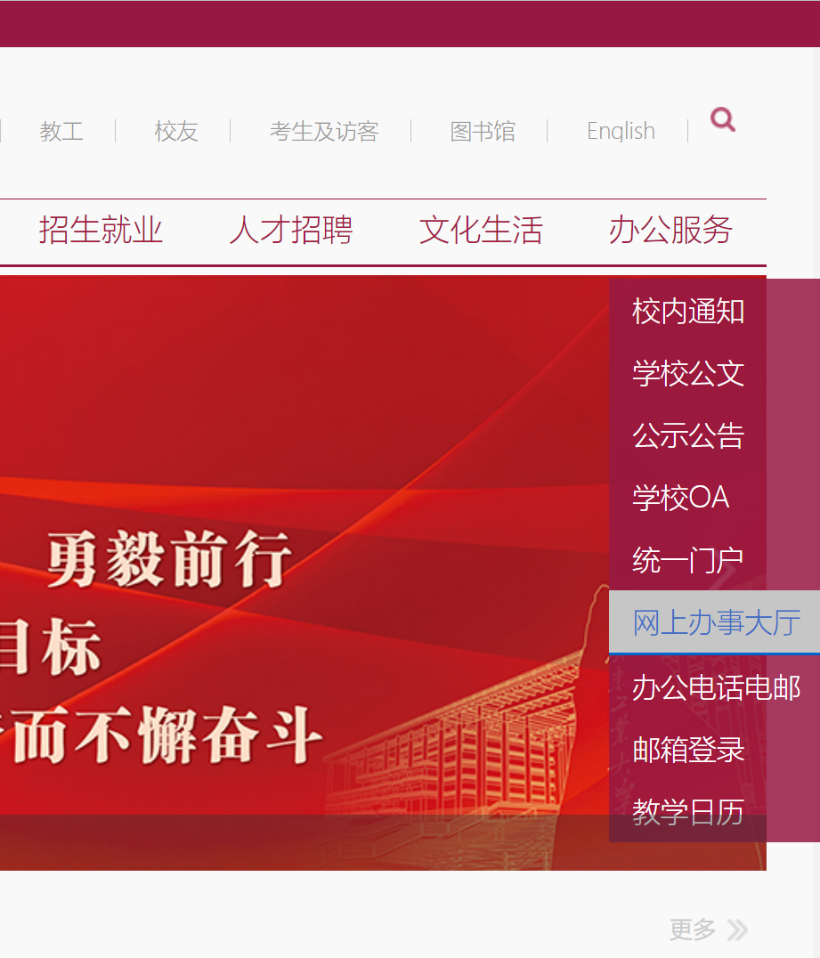 教工 校友 考生及访客 图书馆 English
招生就业 人才招聘 文化生活 办公服务
校内通知
学校公文
公示公告
学校OA
统一门户
网上办事大厅
办公电话电邮
邮箱登录
教学日历
勇毅前行
目标
而不懈奋斗
更多